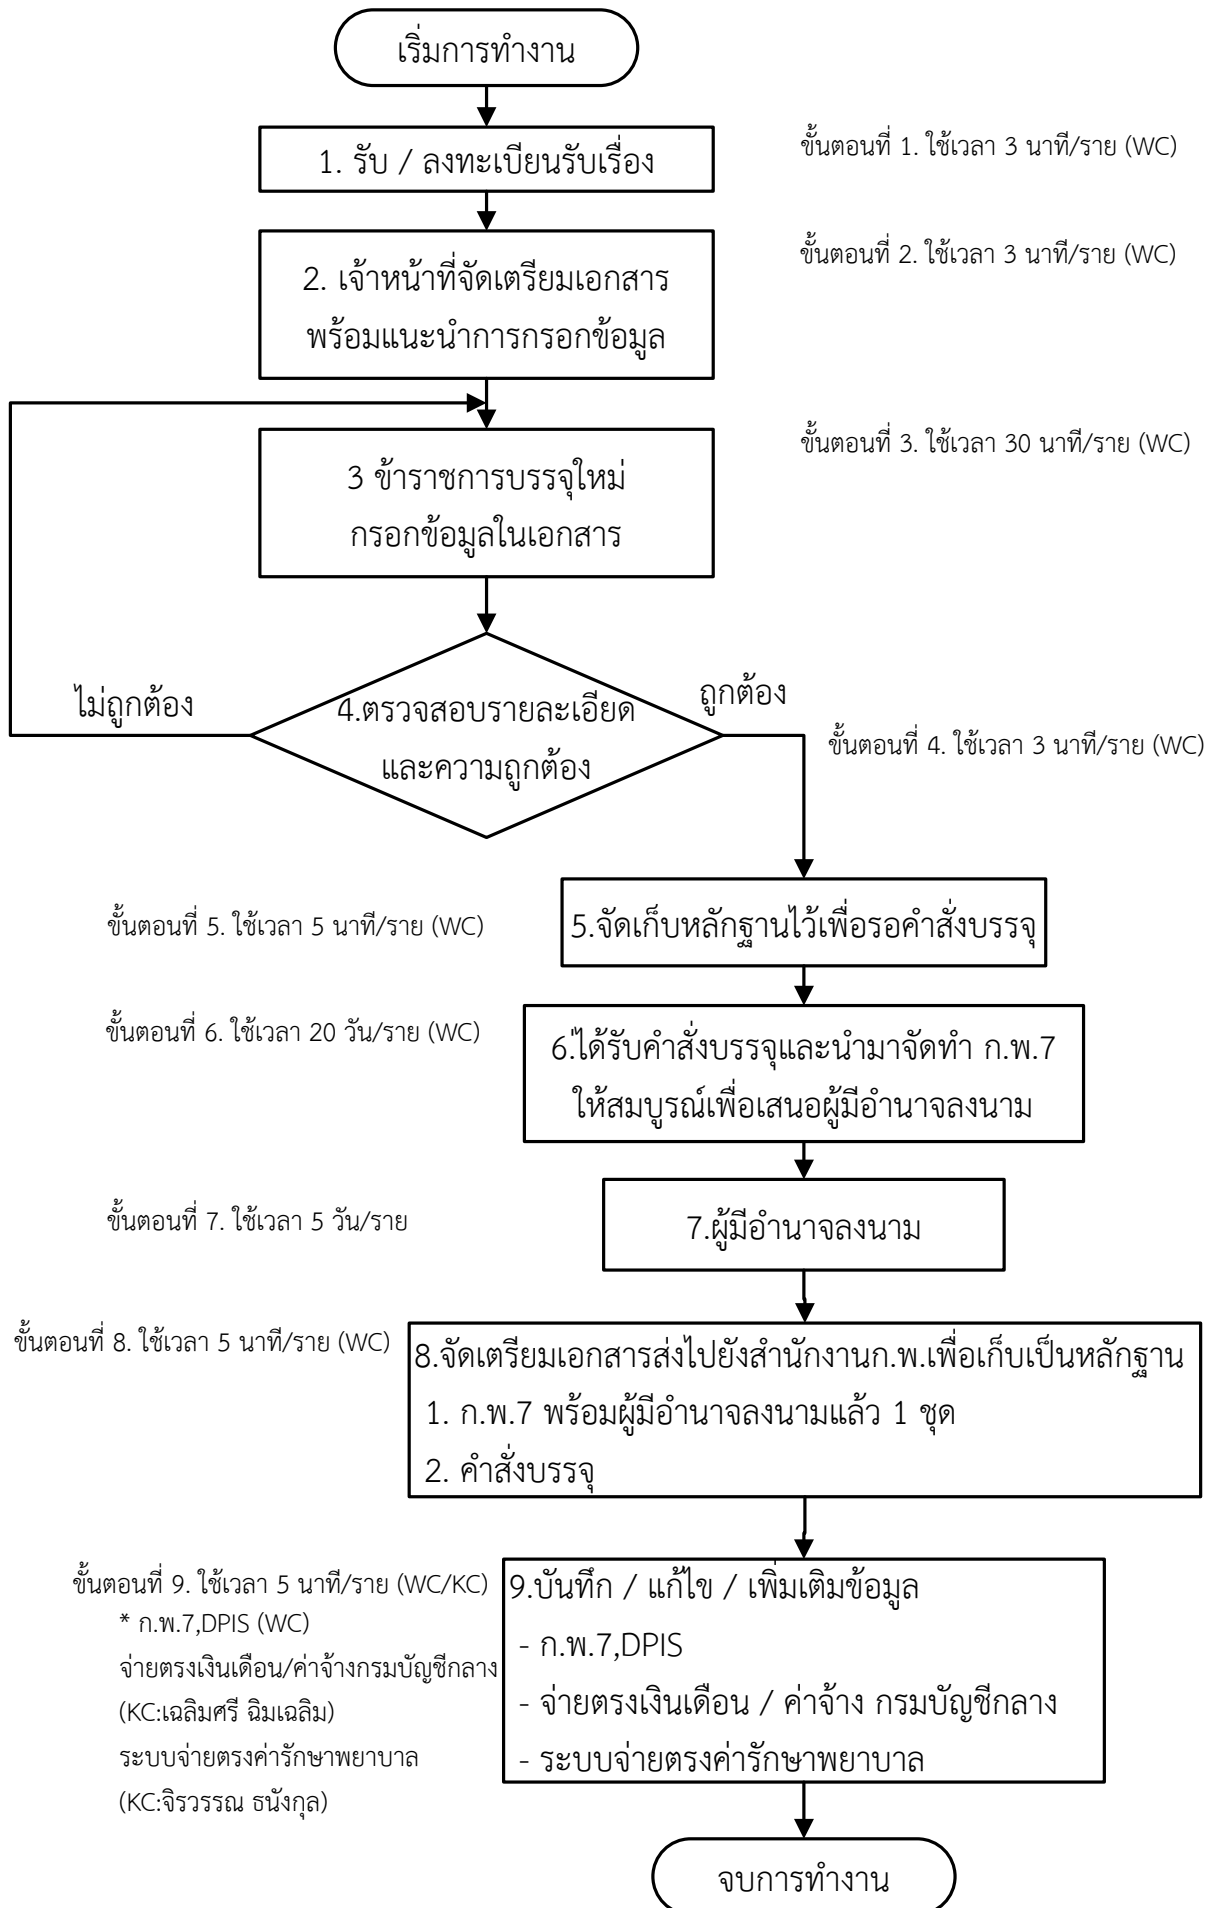 เริ่มการทำงาน
1. รับ / ลงทะเบียนรับเรื่อง
ขั้นตอนที่ 1. ใช้เวลา 3 นาที/ราย (WC)
2. เจ้าหน้าที่จัดเตรียมเอกสาร
พร้อมแนะนำการกรอกข้อมูล
ขั้นตอนที่ 2. ใช้เวลา 3 นาที/ราย (WC)
3 ข้าราชการบรรจุใหม่
กรอกข้อมูลในเอกสาร
ขั้นตอนที่ 3. ใช้เวลา 30 นาที/ราย (WC)
ไม่ถูกต้อง
4.ตรวจสอบรายละเอียด
และความถูกต้อง
ถูกต้อง
ขั้นตอนที่ 4. ใช้เวลา 3 นาที/ราย (WC)
ขั้นตอนที่ 5. ใช้เวลา 5 นาที/ราย (WC)
5.จัดเก็บหลักฐานไว้เพื่อรอคำสั่งบรรจุ
ขั้นตอนที่ 6. ใช้เวลา 20 วัน/ราย (WC)
6.ได้รับคำสั่งบรรจุและนำมาจัดทำ ก.พ.7
ให้สมบูรณ์เพื่อเสนอผู้มีอำนาจลงนาม
ขั้นตอนที่ 7. ใช้เวลา 5 วัน/ราย
7.ผู้มีอำนาจลงนาม
ขั้นตอนที่ 8. ใช้เวลา 5 นาที/ราย (WC)
8.จัดเตรียมเอกสารส่งไปยังสำนักงานก.พ.เพื่อเก็บเป็นหลักฐาน
1. ก.พ.7 พร้อมผู้มีอำนาจลงนามแล้ว 1 ชุด
2. คำสั่งบรรจุ
ขั้นตอนที่ 9. ใช้เวลา 5 นาที/ราย (WC/KC)
* ก.พ.7,DPIS (WC)
จ่ายตรงเงินเดือน/ค่าจ้างกรมบัญชีกลาง
(KC:เฉลิมศรี ฉิมเฉลิม)
ระบบจ่ายตรงค่ารักษาพยาบาล
(KC:จิรวรรณ ธนังกุล)
9.บันทึก / แก้ไข / เพิ่มเติมข้อมูล
- ก.พ.7,DPIS
- จ่ายตรงเงินเดือน / ค่าจ้าง กรมบัญชีกลาง
- ระบบจ่ายตรงค่ารักษาพยาบาล
จบการทำงาน